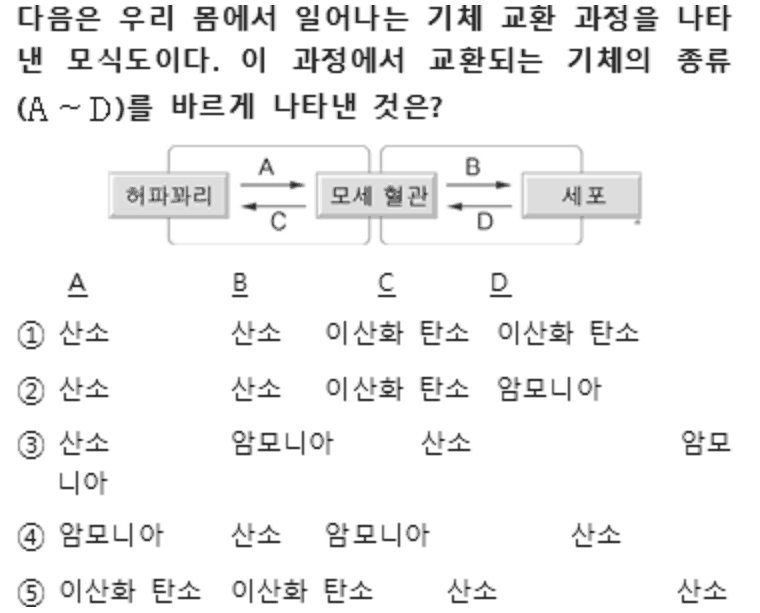 다음은 우리 몸에서 일어나는 기체 교환 과정을 나타
낸 모식도이다. 이 과정에서 교환되는 기체의 종류
(A ~ D)를 바르게 나타낸 것은?
A B
허파꽈리 모세 혈관 세포
C D
A B C D
① 산소 산소 이산화 탄소 이산화 탄소
② 산소 산소 이산화 탄소 암모니아
③ 산소 암모니아 산소 암모
니아
④ 암모니아 산소 암모니아 산소
⑤ 이산화 탄소 이산화 탄소 산소 산소